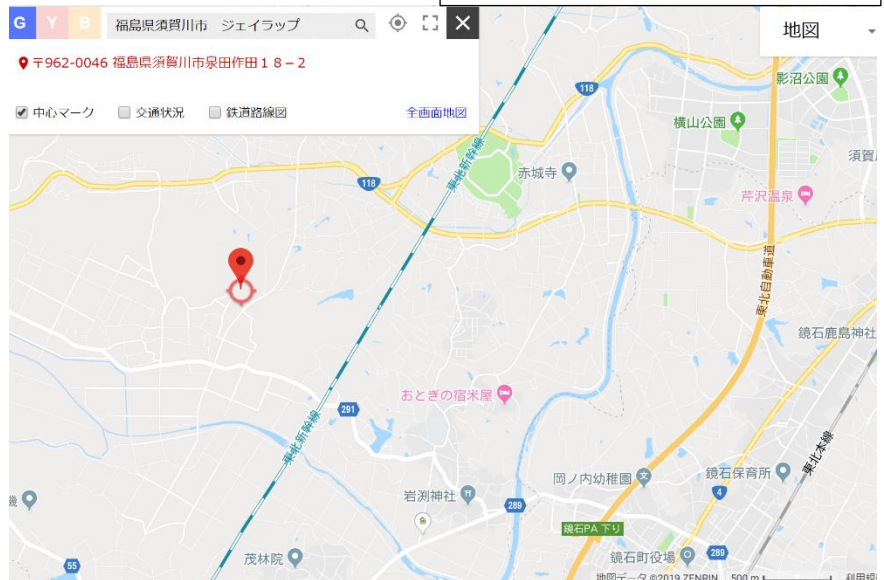 G Y B
福島県須賀川市 ジェイラップ
地図
〒962-0046 福島県須賀川市泉田作田１８－２
中心マーク
交通状況
鉄道路線図
全画面地図
影沼公園
118
横山公園
東北新幹線
赤城寺
須賀
118
芹沢温泉
東北自動車道
鏡石鹿島神社
おとぎの宿米屋
291
東北新幹線
東北本線
岡ノ内幼稚園
鏡石保育所
岩渕神社
4
289
鏡石PA 下り
55
茂林院
鏡石町役場
289
地図データ ©2019 ZENRIN
500 m